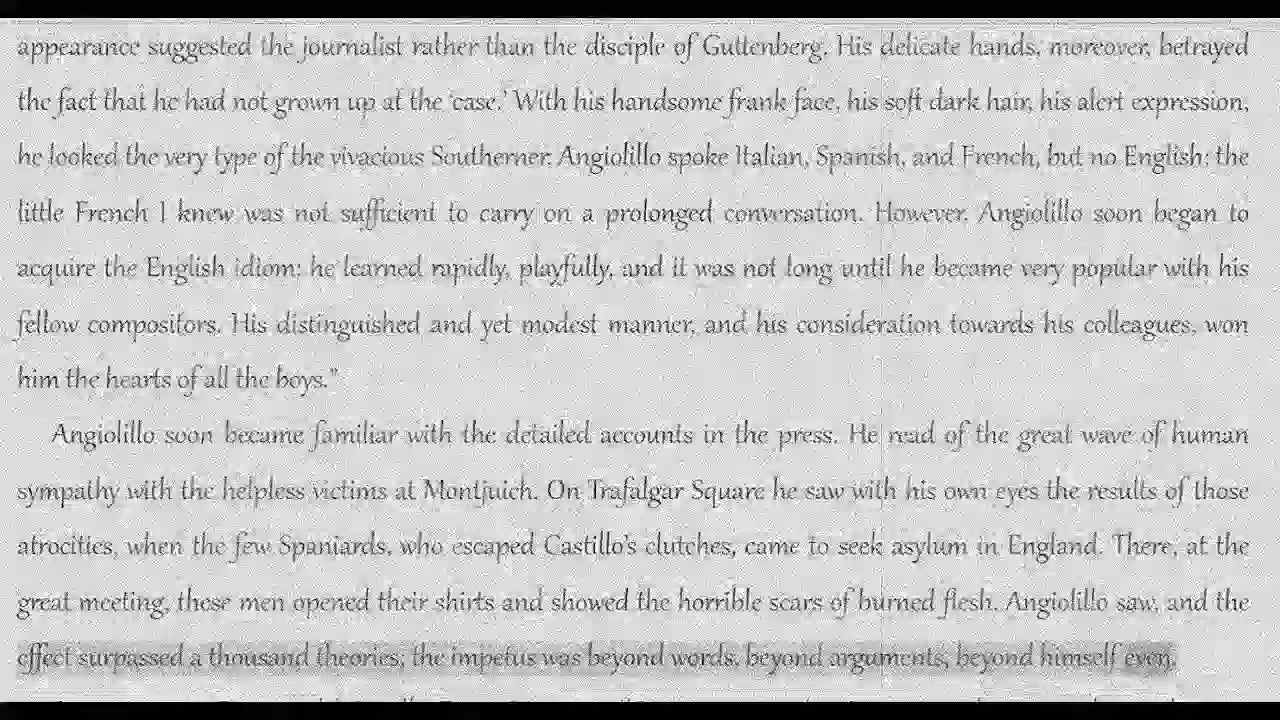 appearance suggested the journalist rather than the disciple of Guttenberg. His delicate hands, moreover, betrayed
the fact that he had not grown up at the ‘case.’ With his handsome frank face, his soft dark hair, his alert expression,
he looked the very type of the vivacious Southerner. Angiolillo spoke Italian, Spanish, and French, but no English; the
little French I knew was not sufficient to carry on a prolonged conversation. However, Angiolillo soon began to
acquire the English idiom; he learned rapidly, playfully, and it was not long until he became very popular with his
fellow compositors. His distinguished and yet modest manner, and his consideration towards his colleagues, won
him the hearts of all the boys.”
Angiolillo soon became familiar with the detailed accounts in the press. He read of the great wave of human
sympathy with the helpless victims at Montjuich. On Trafalgar Square he saw with his own eyes the results of those
atrocities, when the few Spaniards, who escaped Castillo’s clutches, came to seek asylum in England. There, at the
great meeting, these men opened their shirts and showed the horrible scars of burned flesh. Angiolillo saw, and the
effect surpassed a thousand theories; the impetus was beyond words, beyond arguments, beyond himself even.